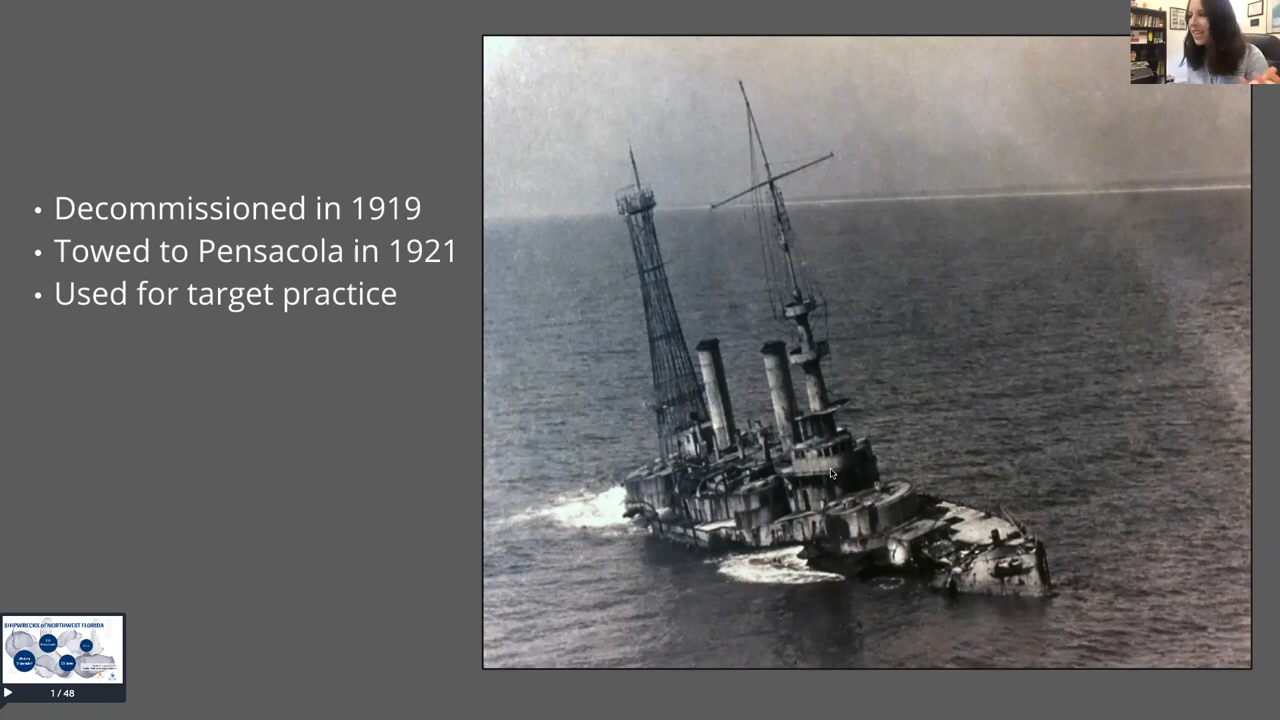 • Decommissioned in 1919
• Towed to Pensacola in 1921
• Used for target practice
SHIPWRECKS of NORTHWEST FLORIDA
1 / 48